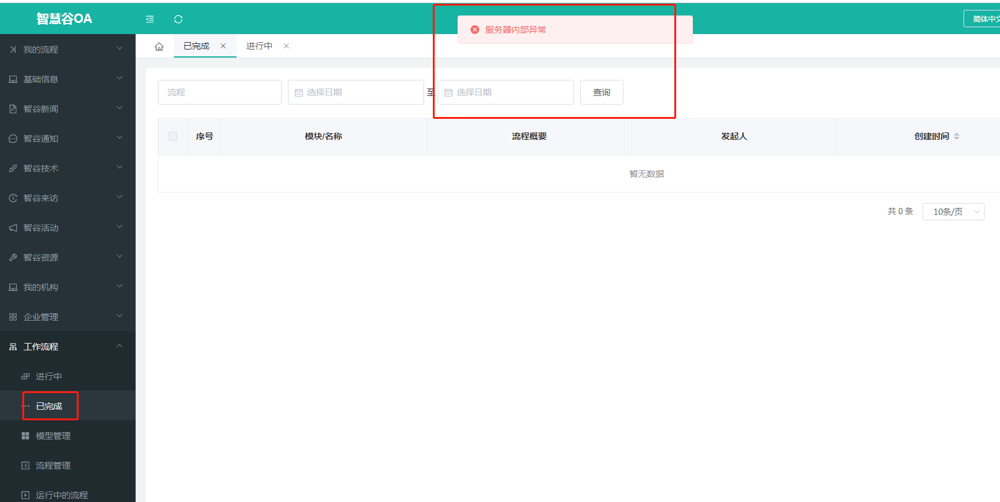 智慧谷OA
服务器内部异常
简体中文
我的流程
基础信息
智谷新闻
智谷通知
智谷技术
智谷来访
智谷活动
智谷资源
我的机构
企业管理
工作流程
进行中
已完成
模型管理
流程管理
运行中的流程
已完成 进行中
流程 选择日期 至 选择日期 查询
序号 模块/名称 流程概要 发起人 创建时间
暂无数据
共 0 条 10条/页